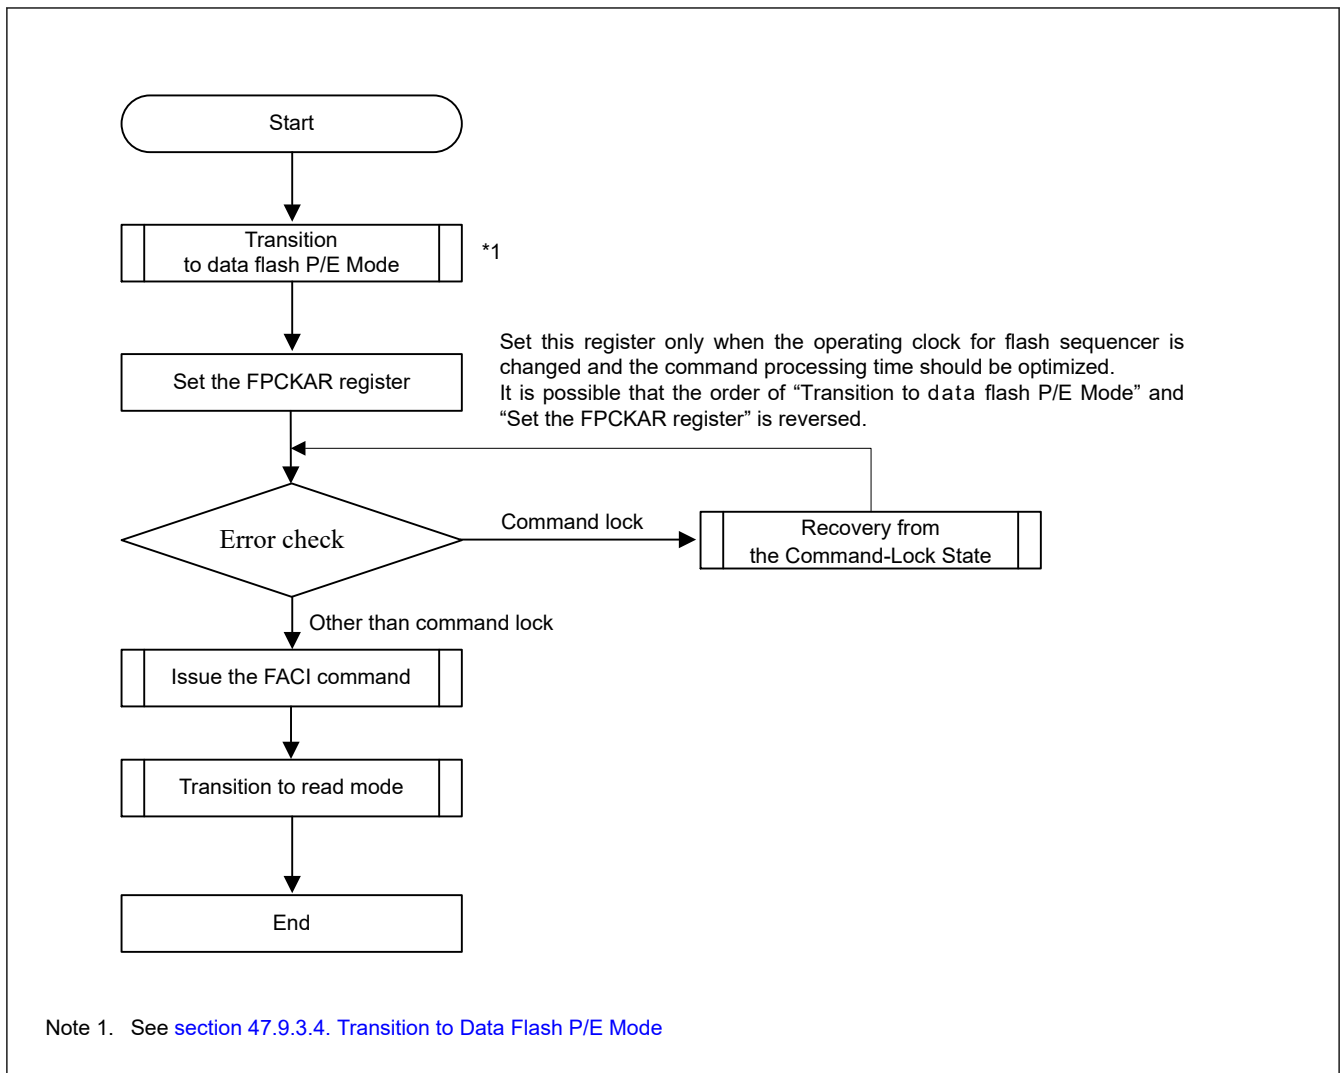 Start
Transition
to data flash P/E Mode
*1
Set the FPCKAR register
Set this register only when the operating clock for flash sequencer is
changed and the command processing time should be optimized.
It is possible that the order of “Transition to data flash P/E Mode” and
“Set the FPCKAR register” is reversed.
Error check
Command lock
Recovery from
the Command-Lock State
Other than command lock
Issue the FACI command
Transition to read mode
End
Note 1. See section 47.9.3.4. Transition to Data Flash P/E Mode